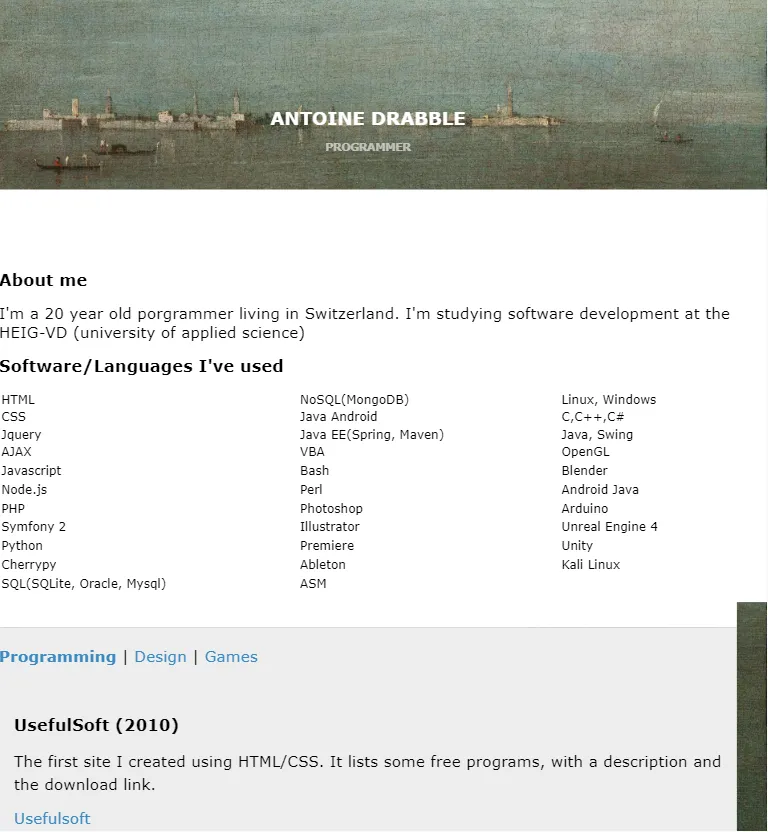 ANTOINE DRABBLE
PROGRAMMER
About me
I'm a 20 year old porgrammer living in Switzerland. I'm studying software development at the
HEIG-VD (university of applied science)
Software/Languages I've used
HTML NoSQL(MongoDB) Linux, Windows
CSS Java Android C,C++,C#
Jquery Java EE(Spring, Maven) Java, Swing
AJAX VBA OpenGL
Javascript Bash Blender
Node.js Perl Android Java
PHP Photoshop Arduino
Symfony 2 Illustrator Unreal Engine 4
Python Premiere Unity
Cherrypy Ableton Kali Linux
SQL(SQLite, Oracle, Mysql) ASM
Programming | Design | Games
UsefulSoft (2010)
The first site I created using HTML/CSS. It lists some free programs, with a description and
the download link.
Usefulsoft